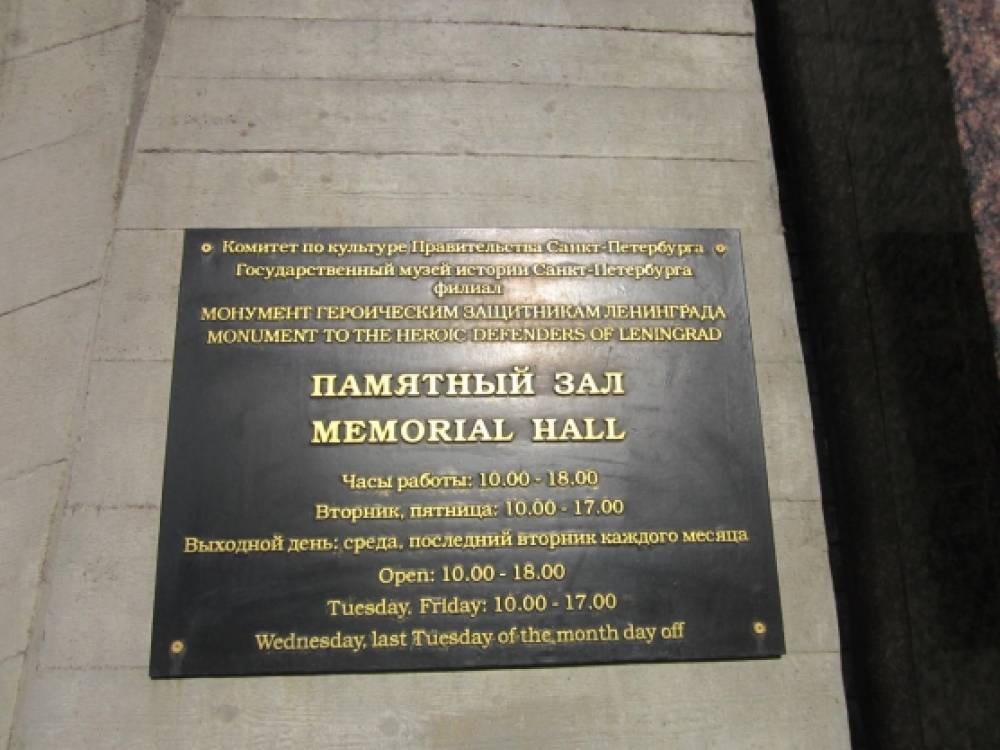 Комитет по культуре Правительства Санкт-Петербурга
Государственный музей истории Санкт-Петербурга
филиал
МОНУМЕНТ ГЕРОИЧЕСКИМ ЗАЩИТНИКАМ ЛЕНИНГРАДА
MONUMENT TO THE HEROIC DEFENDERS OF LENINGRAD
ПАМЯТНЫЙ ЗАЛ
MEMORIAL HALL
Часы работы: 10.00 - 18.00
Вторник, пятница: 10.00 - 17.00
Выходной день: среда, последний вторник каждого месяца
Open: 10.00 - 18.00
Tuesday, Friday: 10.00 - 17.00
Wednesday, last Tuesday of the month day off